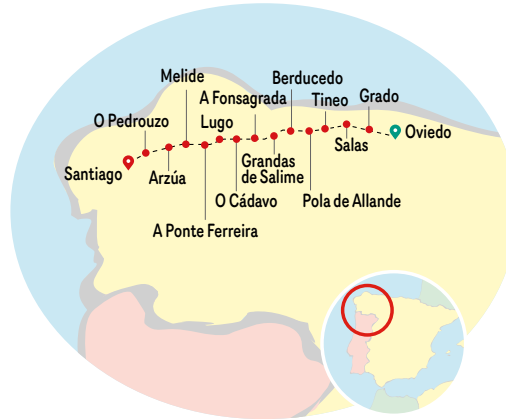 Melide
Berducedo
A Fonsagrada
Tineo
Grado
O Pedrouzo
Lugo
Oviedo
Santiago
Arzúa
Grandas
de Salime
Salas
O Cádavo
Pola de Allande
A Ponte Ferreira